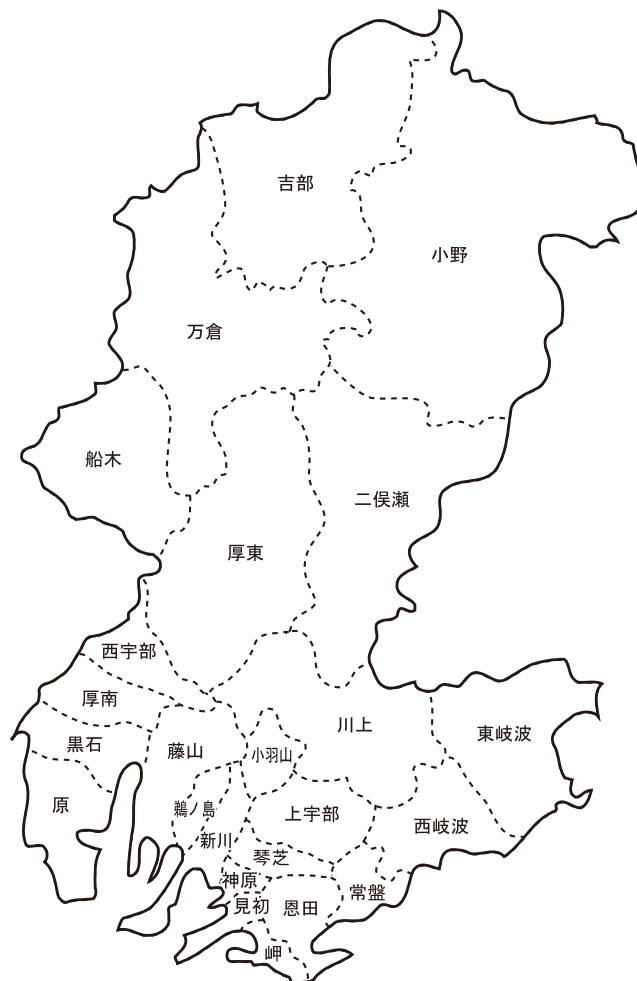 吉部
小野
万倉
船木
二俣瀬
厚東
西宇部
厚南
川上
東岐波
黒石
藤山
小羽山
原
鵜ノ島
上宇部
西岐波
新川
琴芝
神原
常盤
見初
恩田
岬